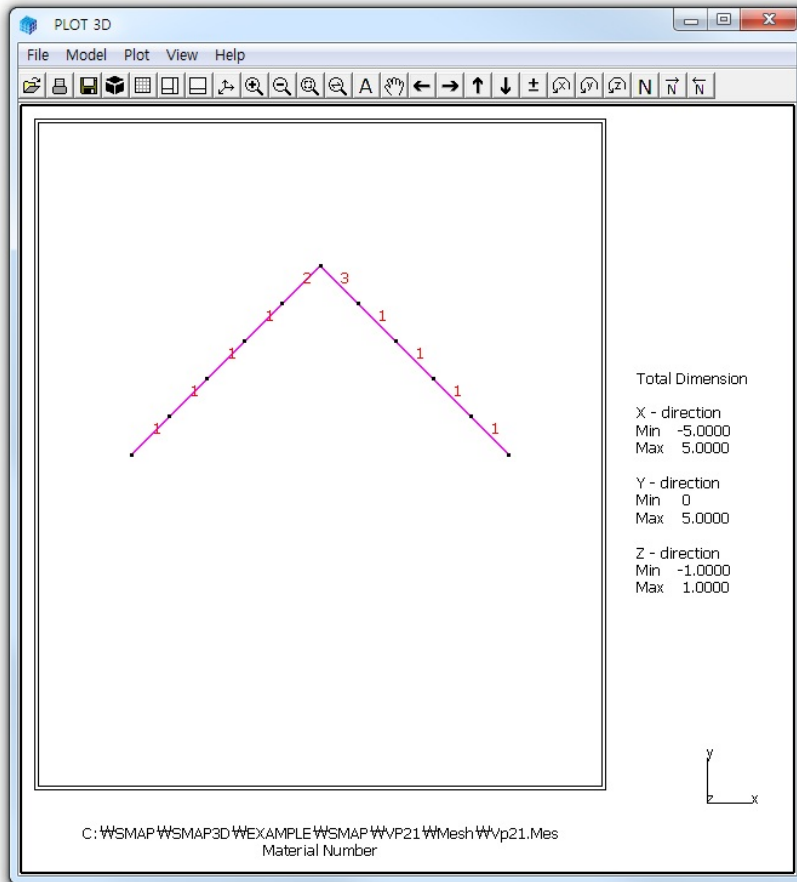 PLOT 3D
File Model Plot View Help
A ± x y z N N N
2 3
1 1
1 1
1 1
1 1
Total Dimension
X - direction
Min -5.0000
Max 5.0000
Y - direction
Min 0
Max 5.0000
Z - direction
Min -1.0000
Max 1.0000
y
z x
C:₩SMAP₩SMAP3D₩EXAMPLE₩SMAP₩VP21₩Mesh₩Vp21.Mes
Material Number